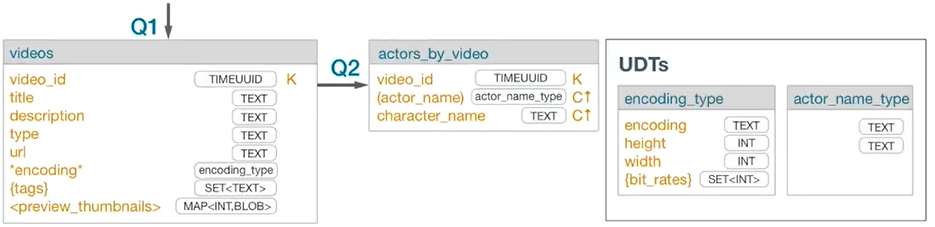 Q1
videos
video_id TIMEUUID K
title TEXT
description TEXT
type TEXT
url TEXT
*encoding* encoding_type
{tags} SET<TEXT>
<preview_thumbnails> MAP<INT,BLOB>
Q2
actors_by_video
video_id TIMEUUID K
(actor_name) actor_name_type C↑
character_name TEXT C↑
UDTs
encoding_type
encoding TEXT
height INT
width INT
{bit_rates} SET<INT>
actor_name_type
TEXT
TEXT